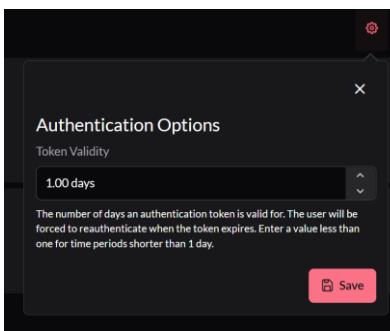 Authentication Options
Token Validity
1.00 days
The number of days an authentication token is valid for. The user will be
forced to reauthenticate when the token expires. Enter a value less than
one for time periods shorter than 1 day.
Save